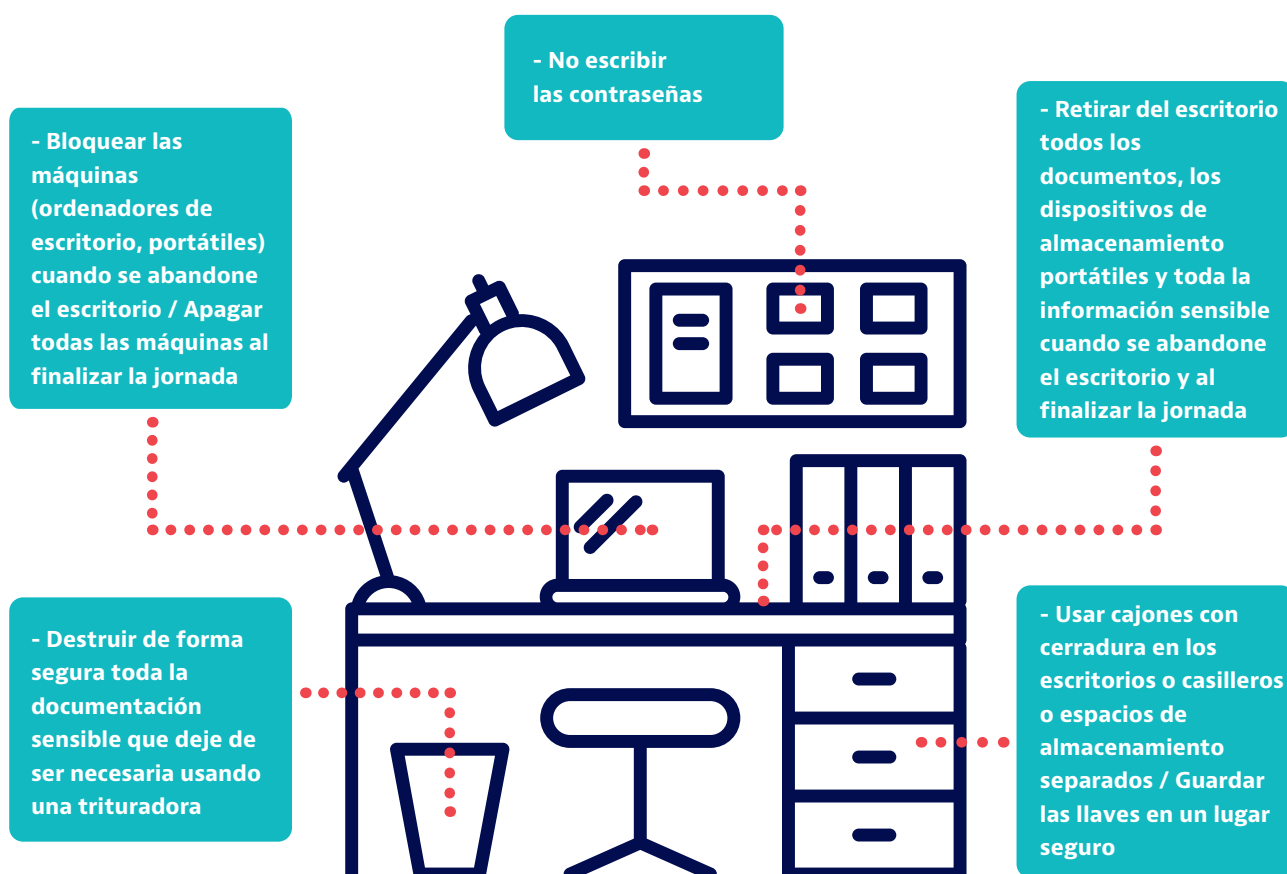 - No escribir
las contraseñas
- Bloquear las
máquinas
(ordenadores de
escritorio, portátiles)
cuando se abandone
el escritorio / Apagar
todas las máquinas al
finalizar la jornada
- Retirar del escritorio
todos los
documentos, los
dispositivos de
almacenamiento
portátiles y toda la
información sensible
cuando se abandone
el escritorio y al
finalizar la jornada
- Destruir de forma
segura toda la
documentación
sensible que deje de
ser necesaria usando
una trituradora
- Usar cajones con
cerradura en los
escritorios o casilleros
o espacios de
almacenamiento
separados / Guardar
las llaves en un lugar
seguro